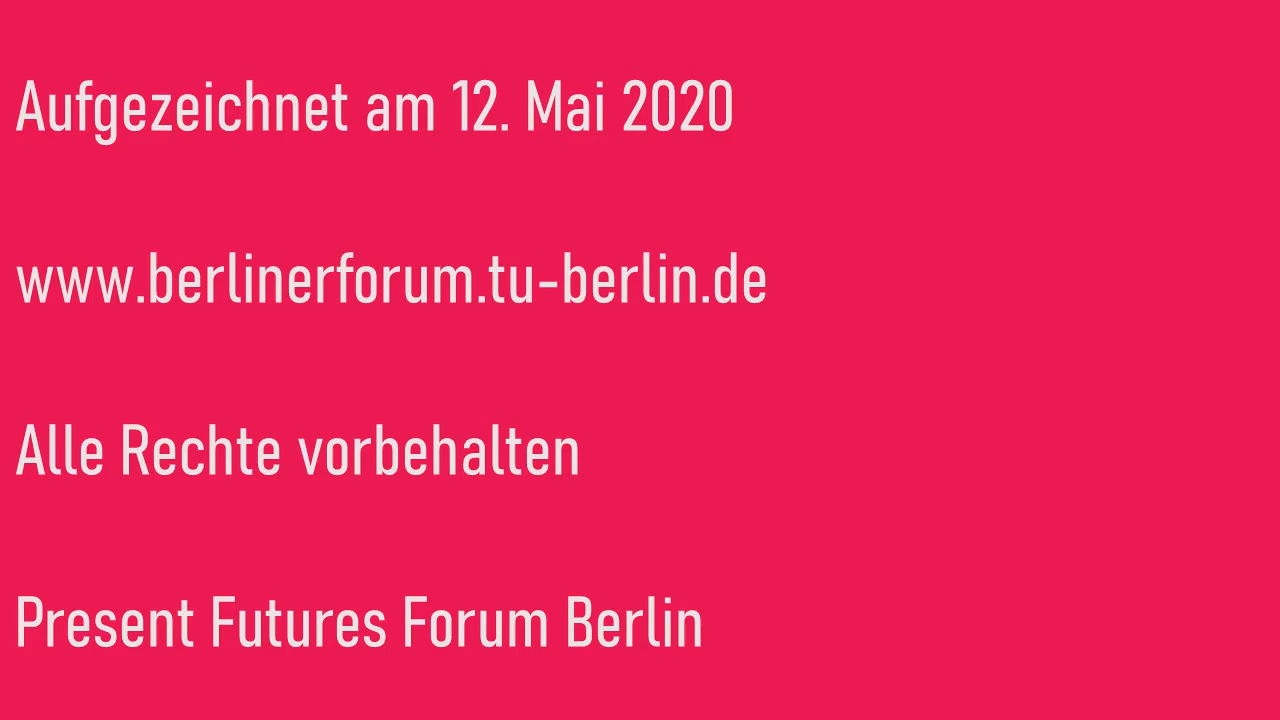 Aufgezeichnet am 12. Mai 2020
www.berlinerforum.tu-berlin.de
Alle Rechte vorbehalten
Present Futures Forum Berlin